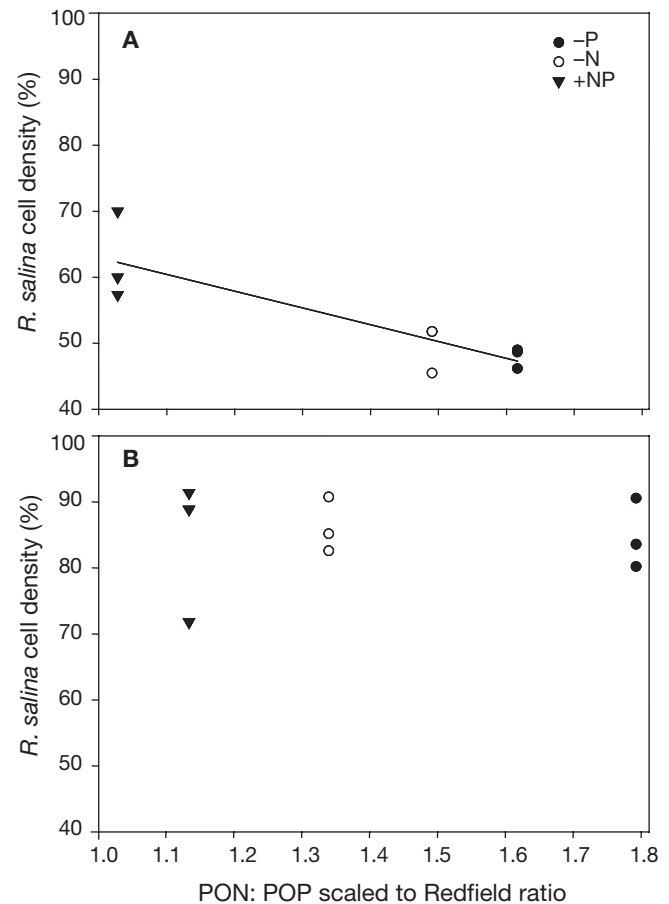 A
–P
–N
+NP
100
90
80
70
60
50
40
R. salina cell density (%)
B
100
90
80
70
60
50
40
R. salina cell density (%)
1.0 1.1 1.2 1.3 1.4 1.5 1.6 1.7 1.8
PON: POP scaled to Redfield ratio